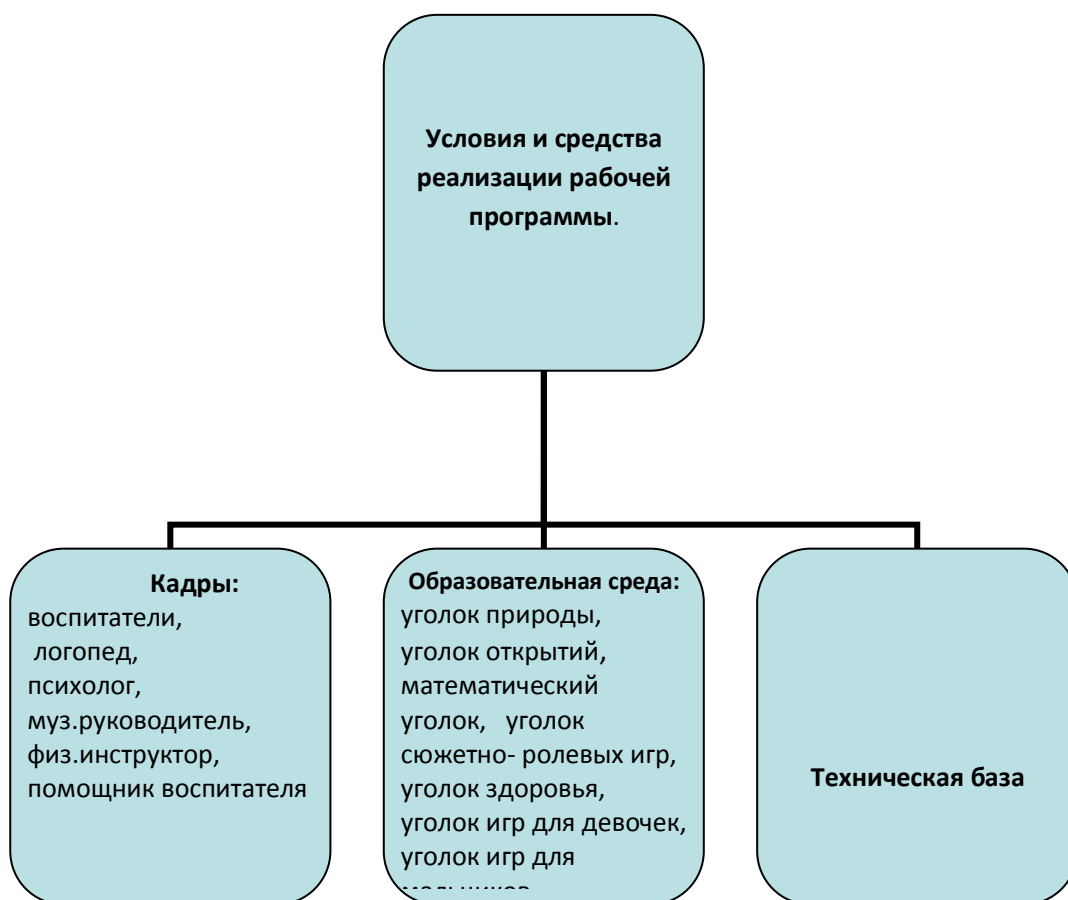 Условия и средства
реализации рабочей
программы.
Кадры:
воспитатели,
логопед,
психолог,
муз.руководитель,
физ.инструктор,
помощник воспитателя
Образовательная среда:
уголок природы,
уголок открытий,
математический
уголок, уголок
сюжетно- ролевых игр,
уголок здоровья,
уголок игр для девочек,
уголок игр для
Техническая база